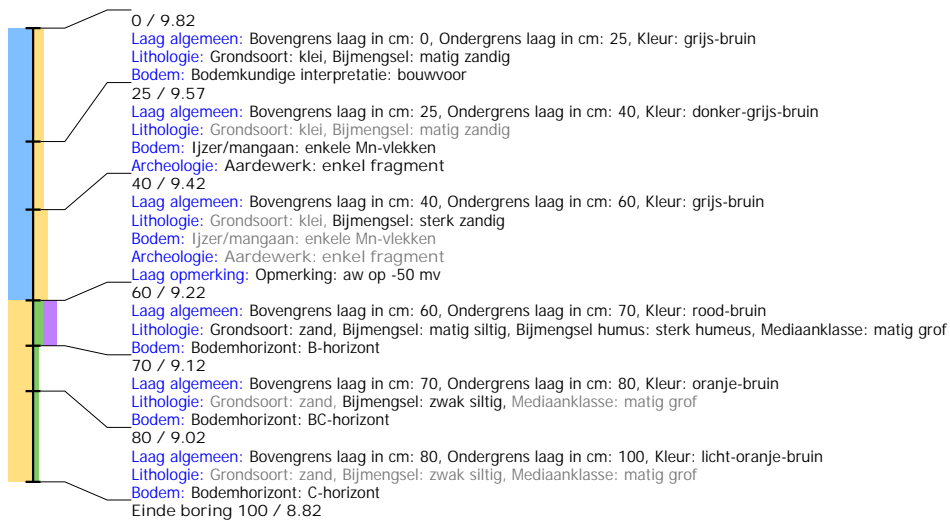 0 / 9.82
Laag algemeen: Bovengrens laag in cm: 0, Ondergrens laag in cm: 25, Kleur: grijs-bruin
Lithologie: Grondsoort: klei, Bijmengsel: matig zandig
Bodem: Bodemkundige interpretatie: bouwvoor
25 / 9.57
Laag algemeen: Bovengrens laag in cm: 25, Ondergrens laag in cm: 40, Kleur: donker-grijs-bruin
Lithologie: Grondsoort: klei, Bijmengsel: matig zandig
Bodem: Ijzer/mangaan: enkele Mn-vlekken
Archeologie: Aardewerk: enkel fragment
40 / 9.42
Laag algemeen: Bovengrens laag in cm: 40, Ondergrens laag in cm: 60, Kleur: grijs-bruin
Lithologie: Grondsoort: klei, Bijmengsel: sterk zandig
Bodem: Ijzer/mangaan: enkele Mn-vlekken
Archeologie: Aardewerk: enkel fragment
Laag opmerking: Opmerking: aw op -50 mv
60 / 9.22
Laag algemeen: Bovengrens laag in cm: 60, Ondergrens laag in cm: 70, Kleur: rood-bruin
Lithologie: Grondsoort: zand, Bijmengsel: matig siltig, Bijmengsel humus: sterk humeus, Mediaanklasse: matig grof
Bodem: Bodemhorizont: B-horizont
70 / 9.12
Laag algemeen: Bovengrens laag in cm: 70, Ondergrens laag in cm: 80, Kleur: oranje-bruin
Lithologie: Grondsoort: zand, Bijmengsel: zwak siltig, Mediaanklasse: matig grof
Bodem: Bodemhorizont: BC-horizont
80 / 9.02
Laag algemeen: Bovengrens laag in cm: 80, Ondergrens laag in cm: 100, Kleur: licht-oranje-bruin
Lithologie: Grondsoort: zand, Bijmengsel: zwak siltig, Mediaanklasse: matig grof
Bodem: Bodemhorizont: C-horizont
Einde boring 100 / 8.82